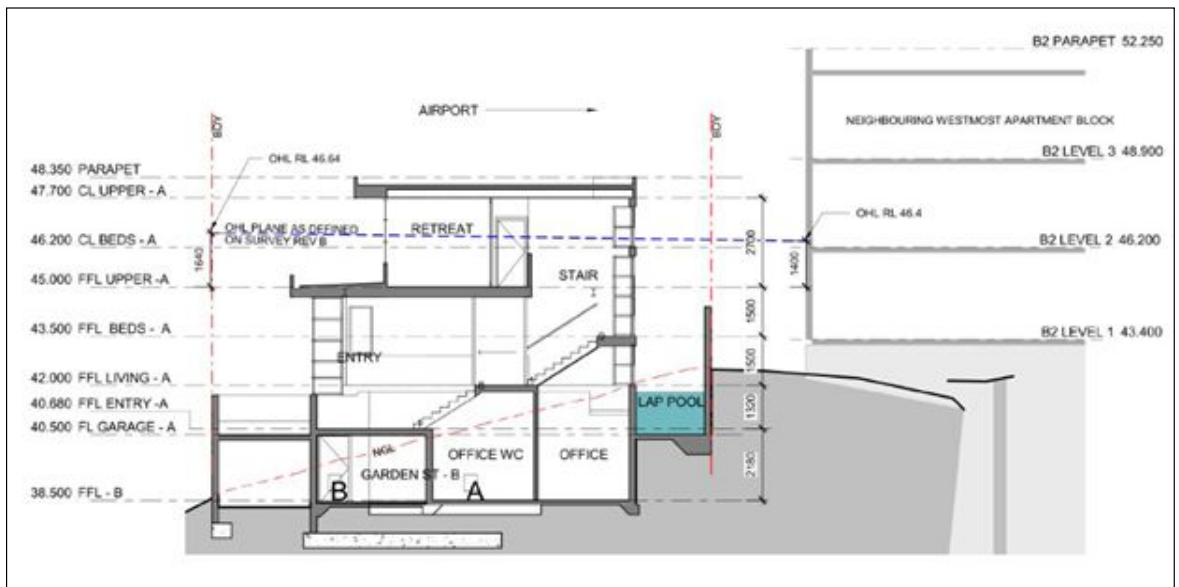 B2 PARAPET 52.250
AIRPORT
NEIGHBOURING WESTMOST APARTMENT BLOCK
BDY
BDY
OHL RL 46.64
B2 LEVEL 3 48.900
48.350 PARAPET
47.700 CL UPPER - A
OHL RL 46.4
OHL PLANE AS DEFINED
ON SURVEY REV B
RETREAT
46.200 CL BEDS - A
B2 LEVEL 2 46.200
1640
2700
1400
STAIR
45.000 FFL UPPER -A
1500
43.500 FFL BEDS - A
B2 LEVEL 1 43.400
ENTRY
1500
42.000 FFL LIVING - A
40.680 FFL ENTRY -A
LAP POOL
1320
40.500 FL GARAGE - A
NGL
OFFICE WC
OFFICE
GARDEN ST - B
2180
B
A
38.500 FFL - B